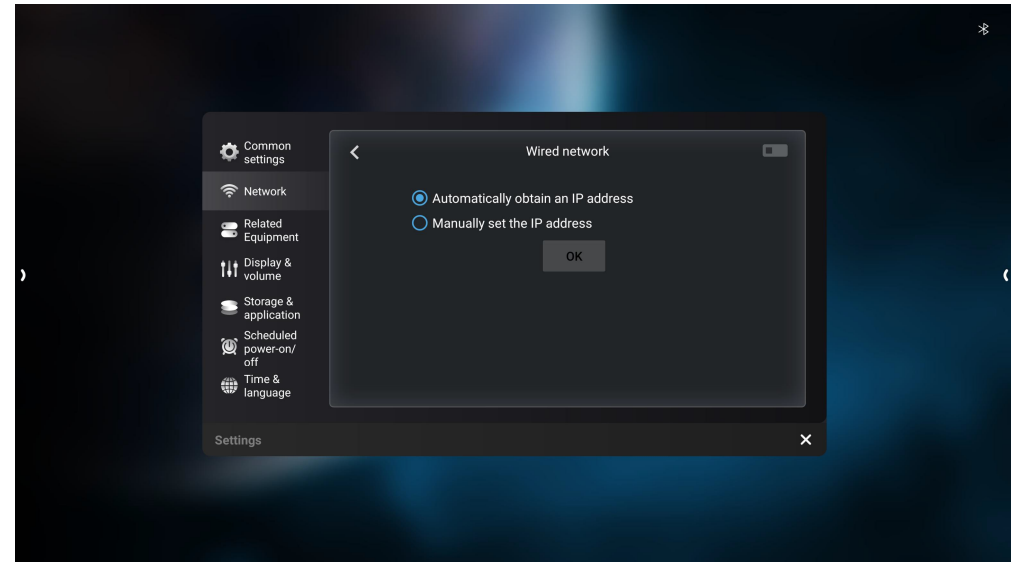 Common
settings
Network
Related
Equipment
Display &
volume
Storage &
application
Scheduled
power-on/
off
Time &
language
Wired network
Automatically obtain an IP address
Manually set the IP address
OK
Settings